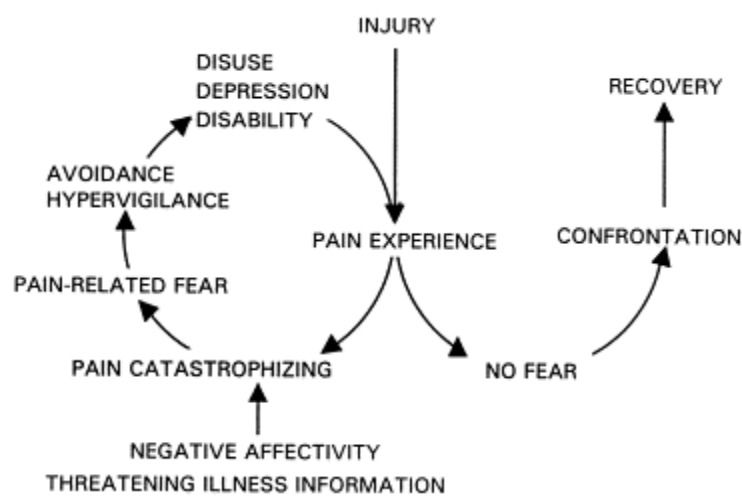 INJURY
DISUSE
DEPRESSION
DISABILITY
RECOVERY
AVOIDANCE
HYPERVIGILANCE
PAIN EXPERIENCE
CONFRONTATION
PAIN-RELATED FEAR
PAIN CATASTROPHIZING
NO FEAR
NEGATIVE AFFECTIVITY
THREATENING ILLNESS INFORMATION